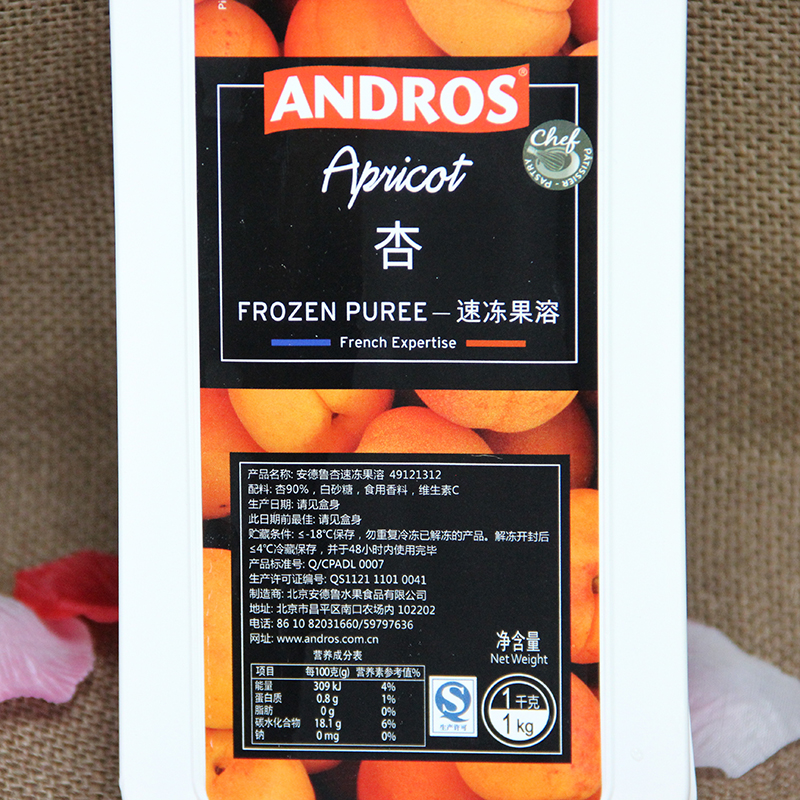 ANDROS®
Chef
PÂTISSIER - PASTRY
Apricot
杏
FROZEN PUREE — 速冻果溶
French Expertise
产品名称: 安德鲁杏速冻果溶 49121312
配料: 杏90%，白砂糖，食用香料，维生素C
生产日期: 请见盒身
此日期前最佳: 请见盒身
贮藏条件: ≤-18℃保存，勿重复冷冻已解冻的产品。解冻开封后
≤4℃冷藏保存，并于48小时内使用完毕
产品标准号: Q/CPADL 0007
生产许可证编号: QS1121 1101 0041
制造商: 北京安德鲁水果食品有限公司
地址: 北京市昌平区南口农场内 102202
电话: 86 10 82031660/59797636
网址: www.andros.com.cn
营养成分表
项目 每100克(g) 营养素参考值%
能量 309 kJ 4%
蛋白质 0.8 g 1%
脂肪 0 g 0%
碳水化合物 18.1 g 6%
钠 0 mg 0%
QS
生产许可
净含量
Net Weight
1 千克
1 kg